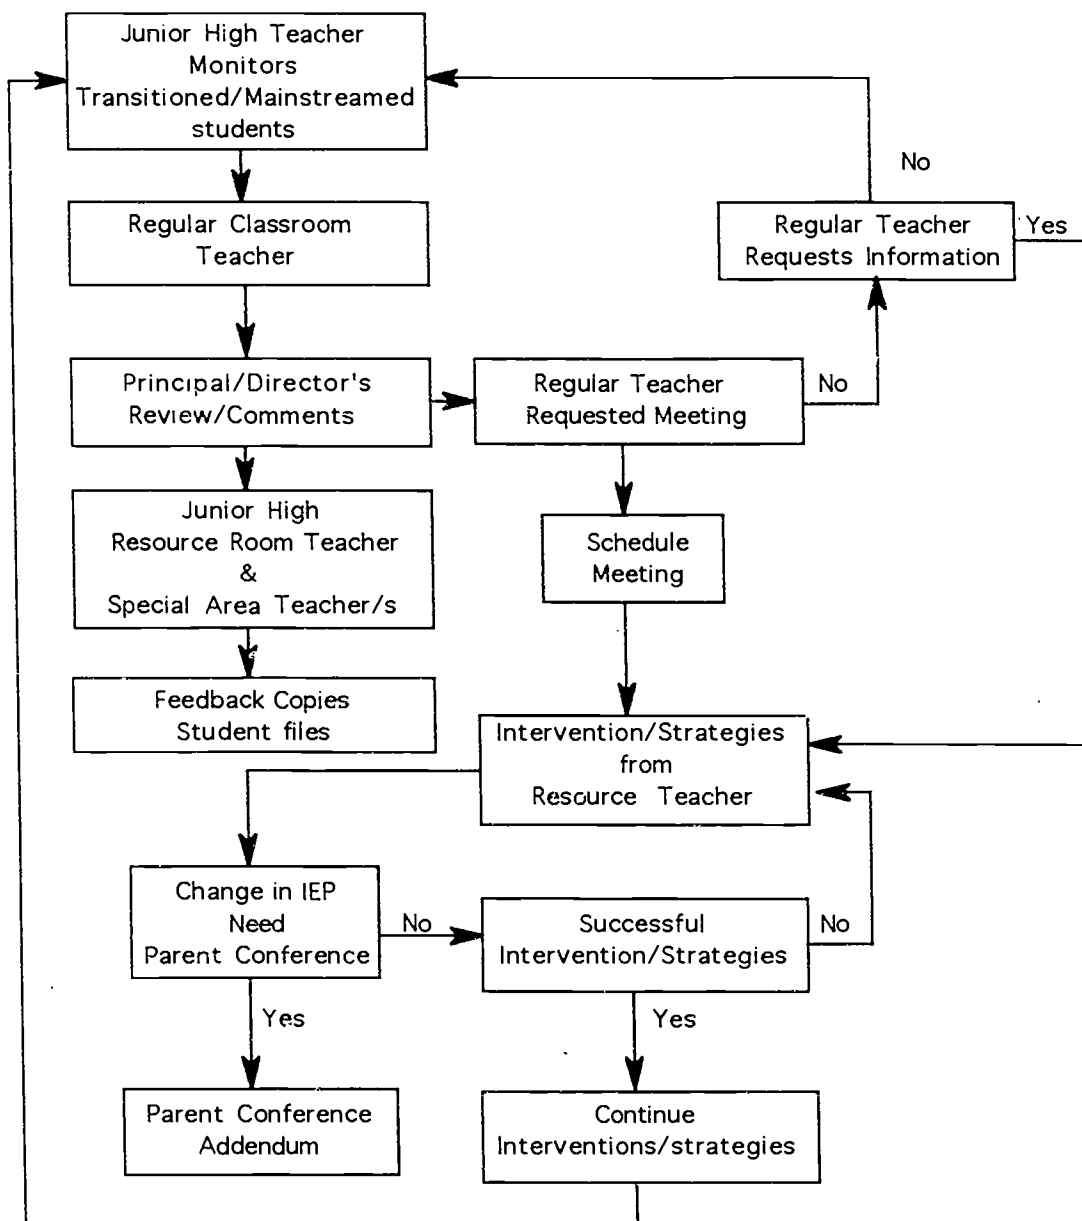 Junior High Teacher
Monitors
Transitioned/Mainstreamed
students
No
Regular Classroom
Teacher
Regular Teacher
Requests Information
Yes
Principal/Director's
Review/Comments
Regular Teacher
Requested Meeting
No
Junior High
Resource Room Teacher
&
Special Area Teacher/s
Schedule
Meeting
Feedback Copies
Student files
Intervention/Strategies
from
Resource Teacher
Change in IEP
Need
Parent Conference
No
Successful
Intervention/Strategies
No
Yes
Yes
Parent Conference
Addendum
Continue
Interventions/strategies